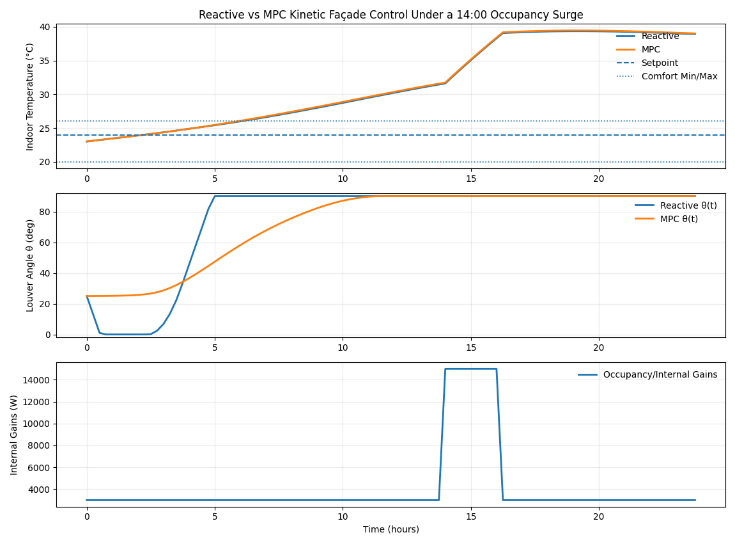 Reactive vs MPC Kinetic Façade Control Under a 14:00 Occupancy Surge
Indoor Temperature (°C)
40
35
30
25
20
Reactive
MPC
Setpoint
Comfort Min/Max
0
5
10
15
20
Louver Angle θ (deg)
80
60
40
20
0
Reactive θ(t)
MPC θ(t)
0
5
10
15
20
Internal Gains (W)
14000
12000
10000
8000
6000
4000
Occupancy/Internal Gains
0
5
10
15
20
Time (hours)